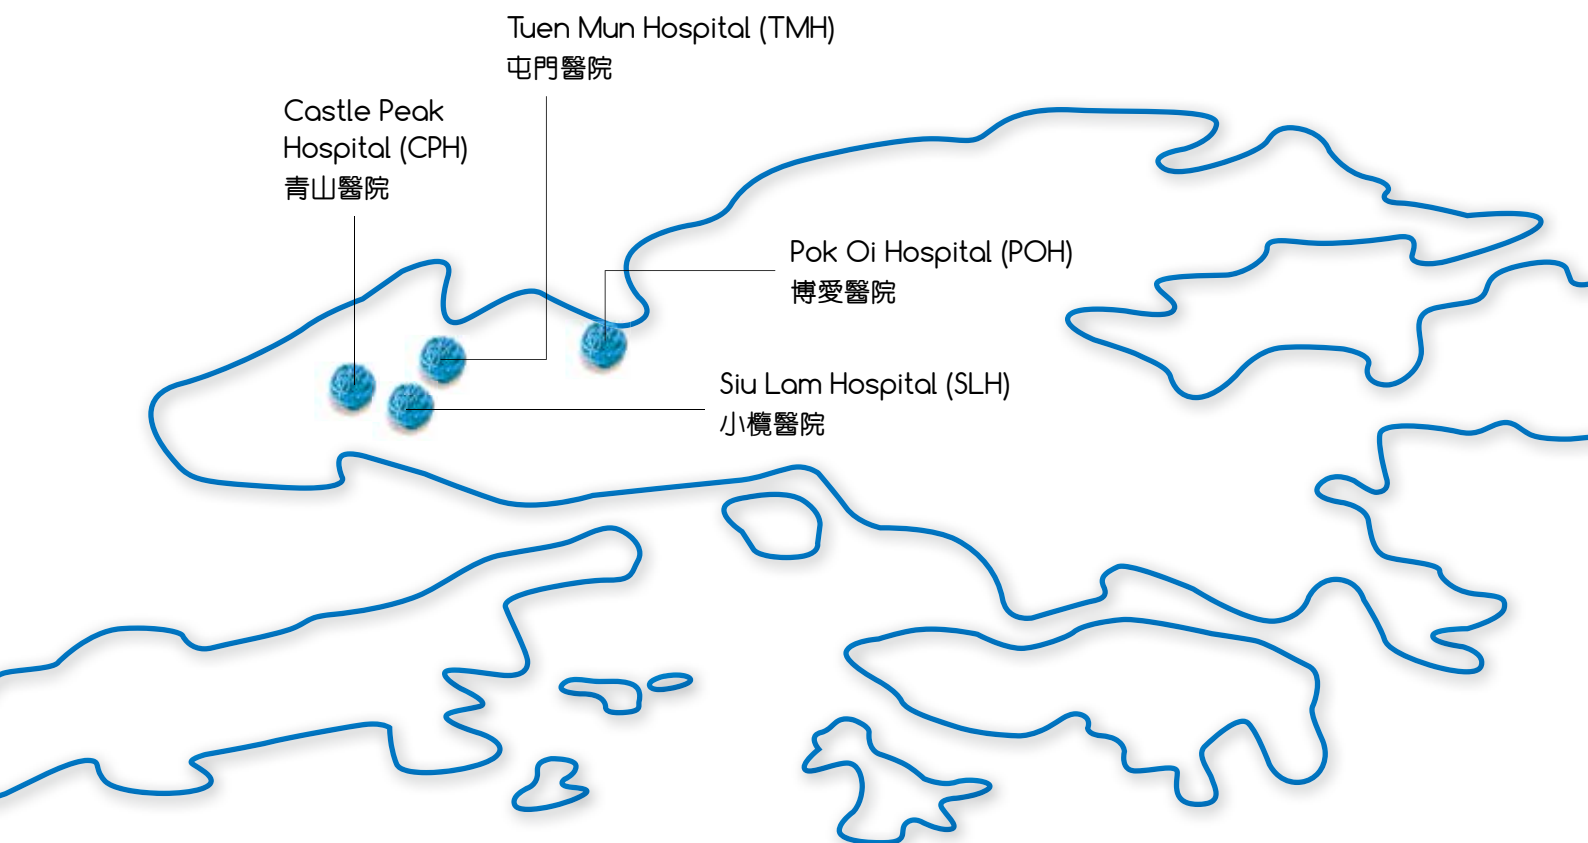 Tuen Mun Hospital (TMH)
屯門醫院
Castle Peak
Hospital (CPH)
青山醫院
Pok Oi Hospital (POH)
博愛醫院
Siu Lam Hospital (SLH)
小欖醫院